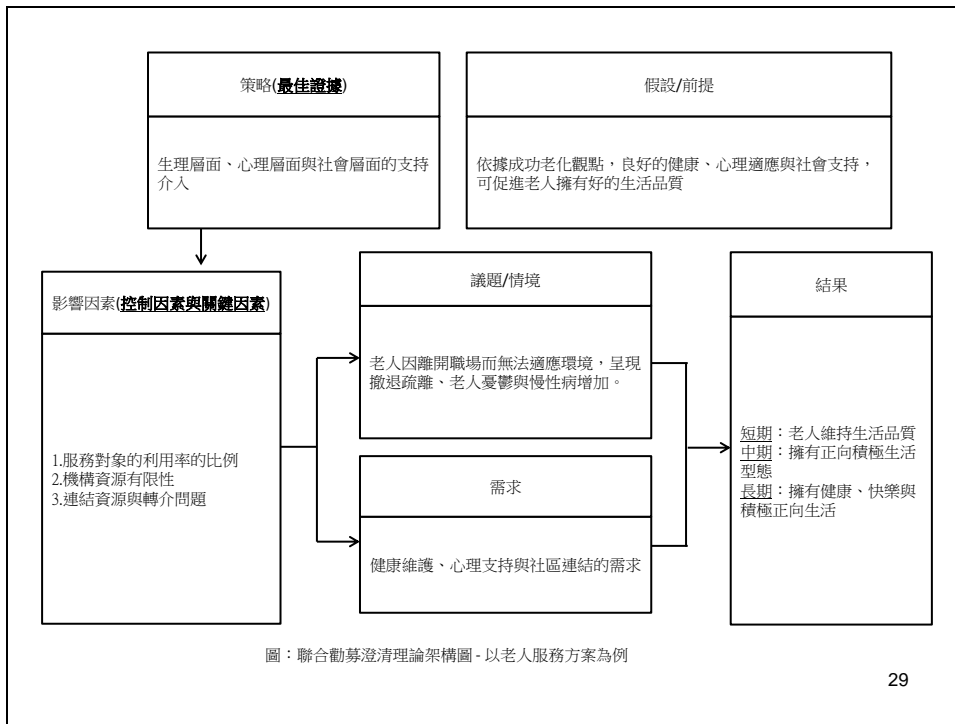 策略(最佳證據)
生理層面、心理層面與社會層面的支持
介入
假設/前提
依據成功老化觀點，良好的健康、心理適應與社會支持，
可促進老人擁有好的生活品質
影響因素(控制因素與關鍵因素)
1.服務對象的利用率的比例
2.機構資源有限性
3.連結資源與轉介問題
議題/情境
老人因離開職場而無法適應環境，呈現
撤退疏離、老人憂鬱與慢性病增加。
需求
健康維護、心理支持與社區連結的需求
結果
短期：老人維持生活品質
中期：擁有正向積極生活
型態
長期：擁有健康、快樂與
積極正向生活
圖：聯合勸募澄清理論架構圖 - 以老人服務方案為例
29